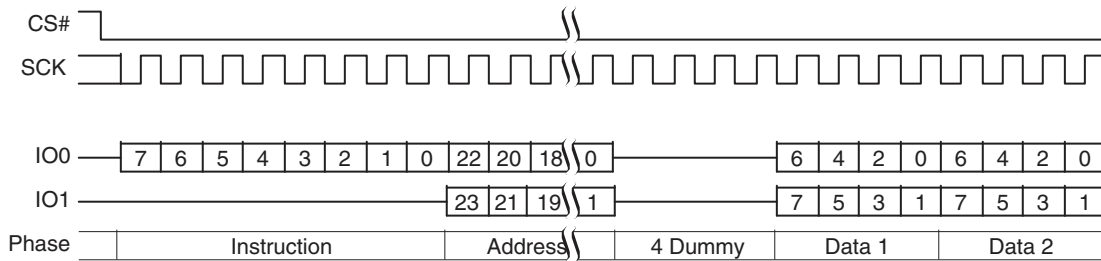 CS#
SCK
IO0 7 6 5 4 3 2 1 0 22 20 18 0 6 4 2 0 6 4 2 0
IO1 23 21 19 1 7 5 3 1 7 5 3 1
Phase Instruction Address 4 Dummy Data 1 Data 2